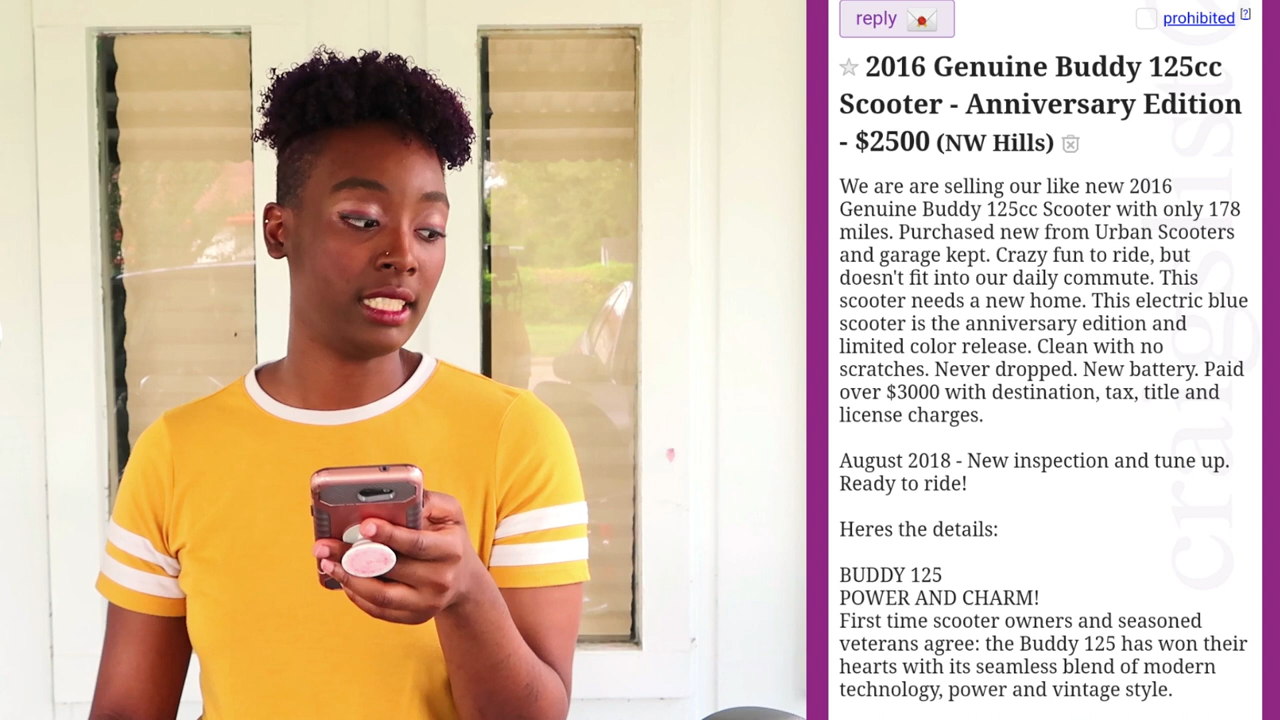 reply
prohibited [?]
2016 Genuine Buddy 125cc
Scooter - Anniversary Edition
- $2500 (NW Hills)
We are are selling our like new 2016
Genuine Buddy 125cc Scooter with only 178
miles. Purchased new from Urban Scooters
and garage kept. Crazy fun to ride, but
doesn't fit into our daily commute. This
scooter needs a new home. This electric blue
scooter is the anniversary edition and
limited color release. Clean with no
scratches. Never dropped. New battery. Paid
over $3000 with destination, tax, title and
license charges.
August 2018 - New inspection and tune up.
Ready to ride!
Heres the details:
BUDDY 125
POWER AND CHARM!
First time scooter owners and seasoned
veterans agree: the Buddy 125 has won their
hearts with its seamless blend of modern
technology, power and vintage style.
craigslist